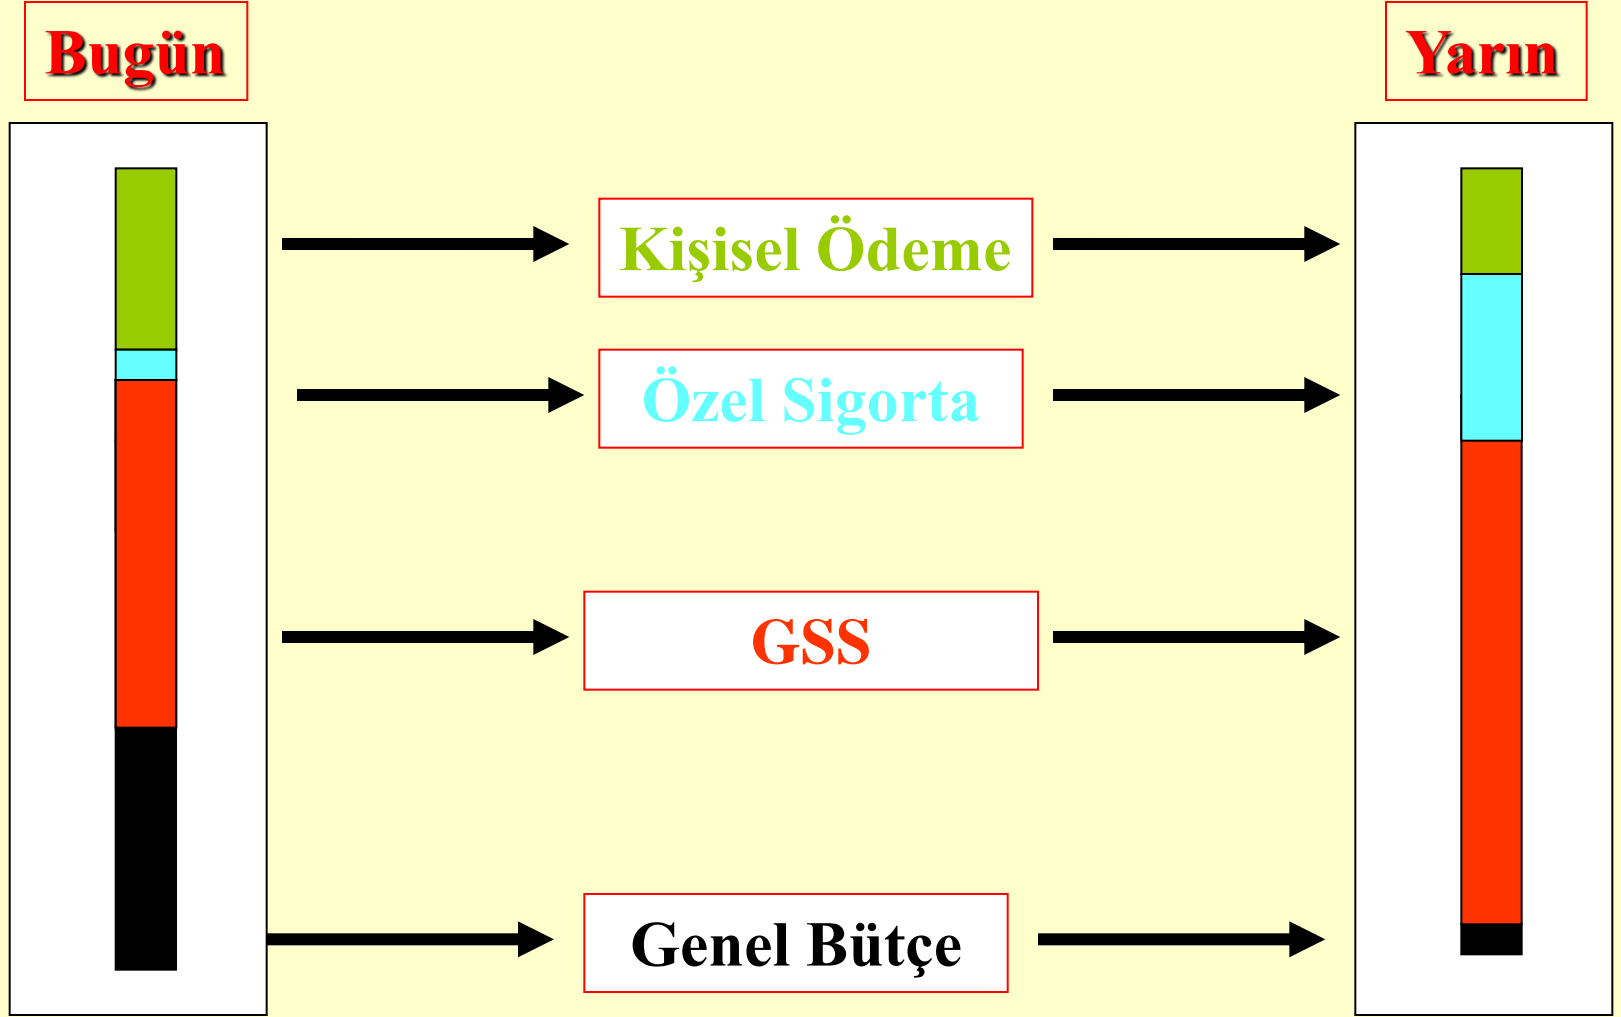 Bugün
Yarın
Kişisel Ödeme
Özel Sigorta
GSS
Genel Bütçe